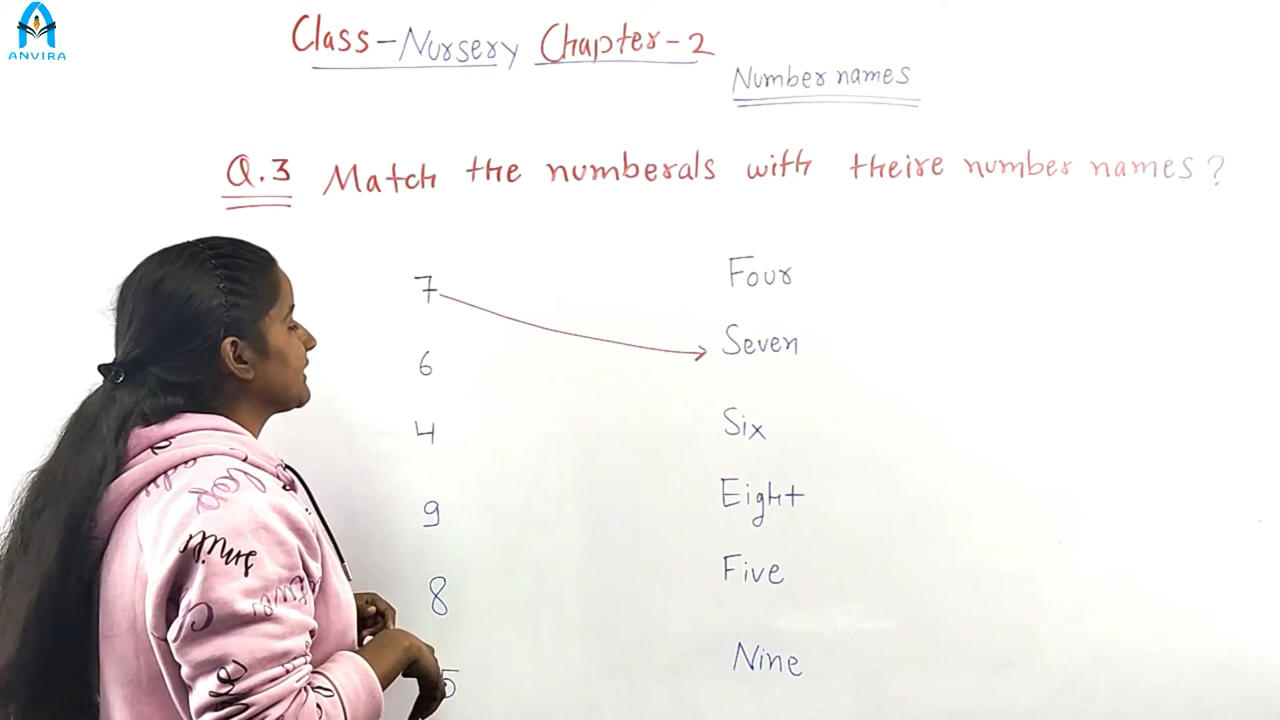 ANVIRA
Class-Nursery Chapter-2
Number names
Q.3 Match the numberals with theire number names?
7 Four
6 Seven
4 Six
9 Eight
8 Five
5 Nine